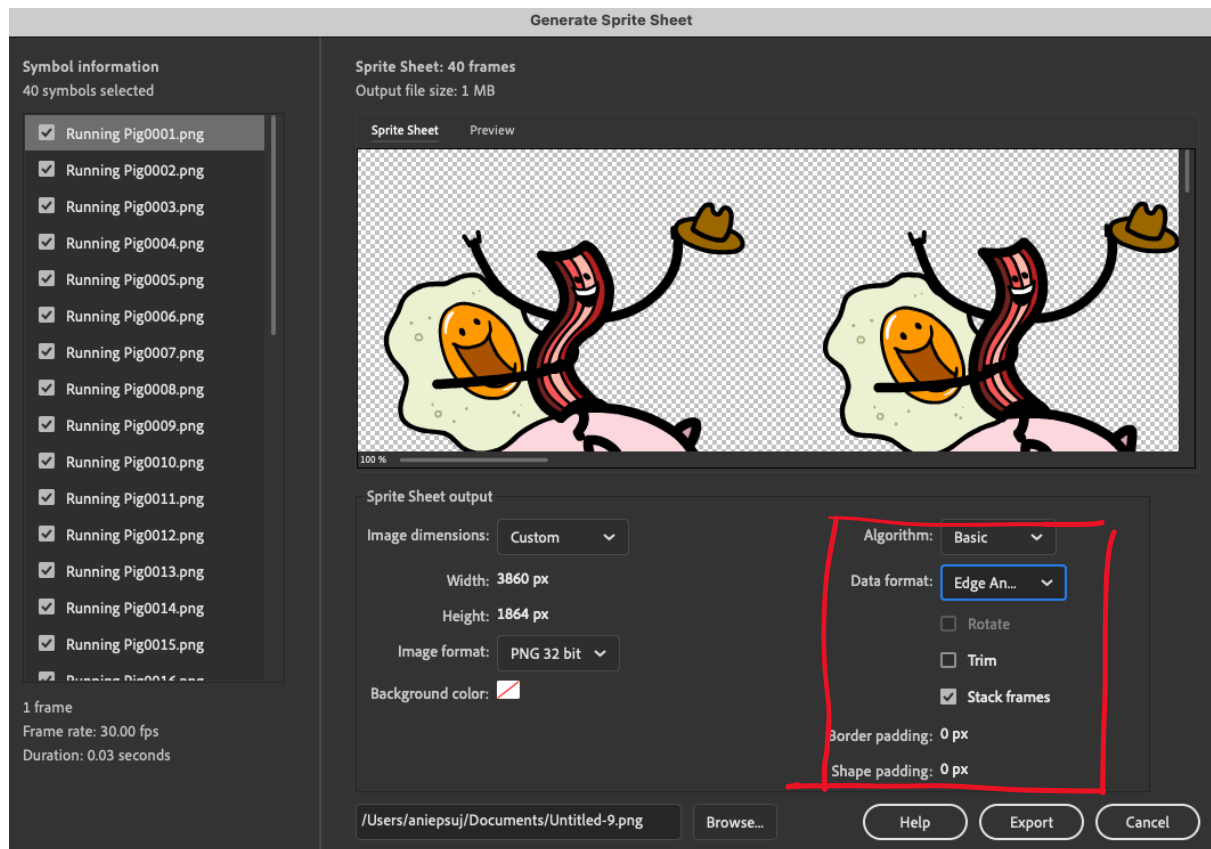 Generate Sprite Sheet
Symbol information
40 symbols selected
Running Pig0001.png
Running Pig0002.png
Running Pig0003.png
Running Pig0004.png
Running Pig0005.png
Running Pig0006.png
Running Pig0007.png
Running Pig0008.png
Running Pig0009.png
Running Pig0010.png
Running Pig0011.png
Running Pig0012.png
Running Pig0013.png
Running Pig0014.png
Running Pig0015.png
Running Pig0016.png
1 frame
Frame rate: 30.00 fps
Duration: 0.03 seconds
Sprite Sheet: 40 frames
Output file size: 1 MB
Sprite Sheet Preview
100 %
Sprite Sheet output
Image dimensions: Custom
Width: 3860 px
Height: 1864 px
Image format: PNG 32 bit
Background color:
Algorithm: Basic
Data format: Edge An...
Rotate
Trim
Stack frames
Border padding: 0 px
Shape padding: 0 px
/Users/aniepsuj/Documents/Untitled-9.png Browse... Help Export Cancel